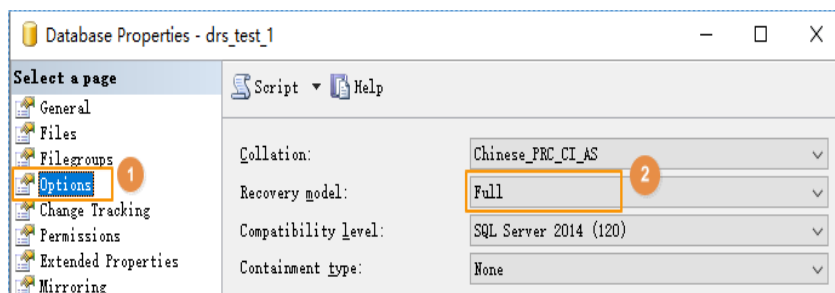 Database Properties - drs_test_1
Select a page
General
Files
Filegroups
Options
1
Change Tracking
Permissions
Extended Properties
Mirroring
Script
Help
Collation:
Chinese_PRC_CI_AS
2
Recovery model:
Full
Compatibility level:
SQL Server 2014 (120)
Containment type:
None